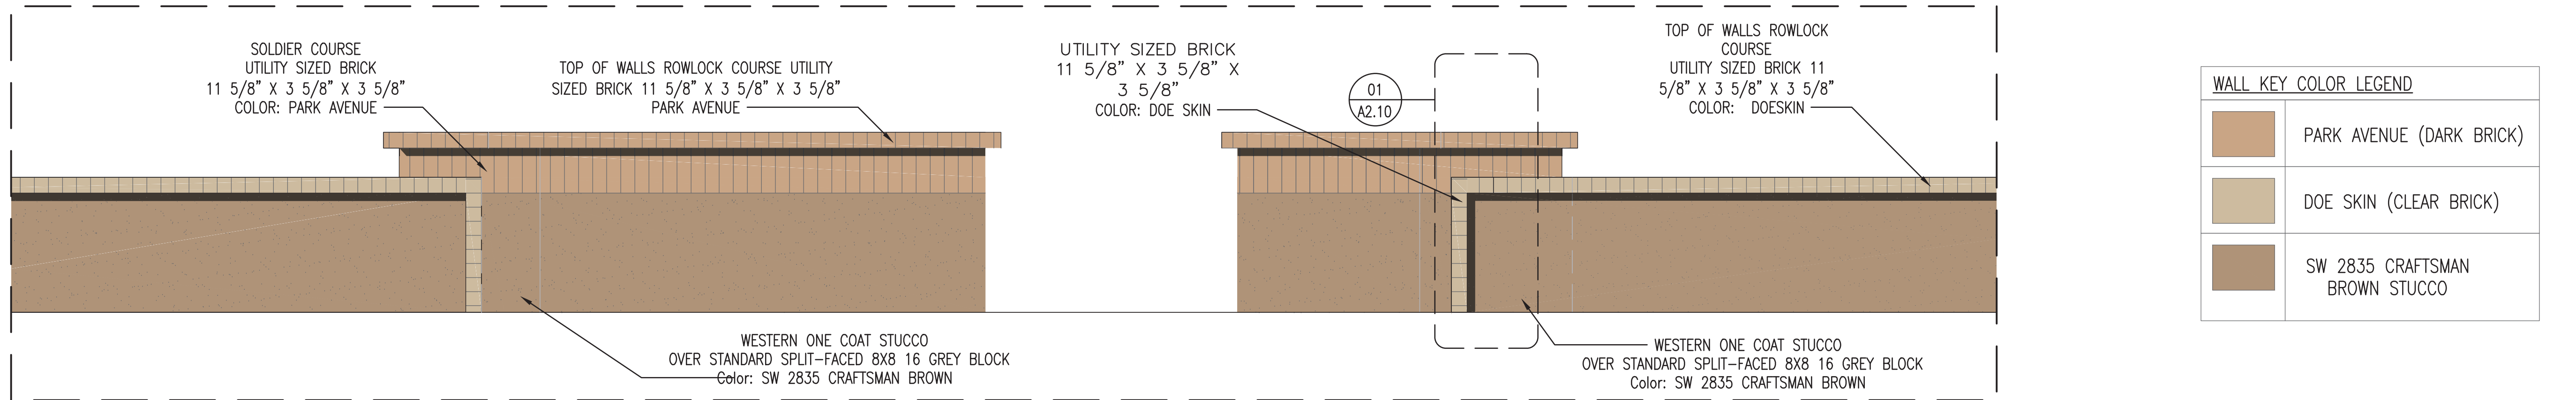 SOLDIER COURSE
UTILITY SIZED BRICK
11 5/8" X 3 5/8" X 3 5/8"
COLOR: PARK AVENUE
TOP OF WALLS ROWLOCK COURSE UTILITY
SIZED BRICK 11 5/8" X 3 5/8" X 3 5/8"
PARK AVENUE
UTILITY SIZED BRICK
11 5/8" X 3 5/8" X
3 5/8"
COLOR: DOE SKIN
01
A2.10
TOP OF WALLS ROWLOCK
COURSE
UTILITY SIZED BRICK 11
5/8" X 3 5/8" X 3 5/8"
COLOR: DOESKIN
WESTERN ONE COAT STUCCO
OVER STANDARD SPLIT-FACED 8X8 16 GREY BLOCK
Color: SW 2835 CRAFTSMAN BROWN
WESTERN ONE COAT STUCCO
OVER STANDARD SPLIT-FACED 8X8 16 GREY BLOCK
Color: SW 2835 CRAFTSMAN BROWN
WALL KEY COLOR LEGEND
PARK AVENUE (DARK BRICK)
DOE SKIN (CLEAR BRICK)
SW 2835 CRAFTSMAN
BROWN STUCCO